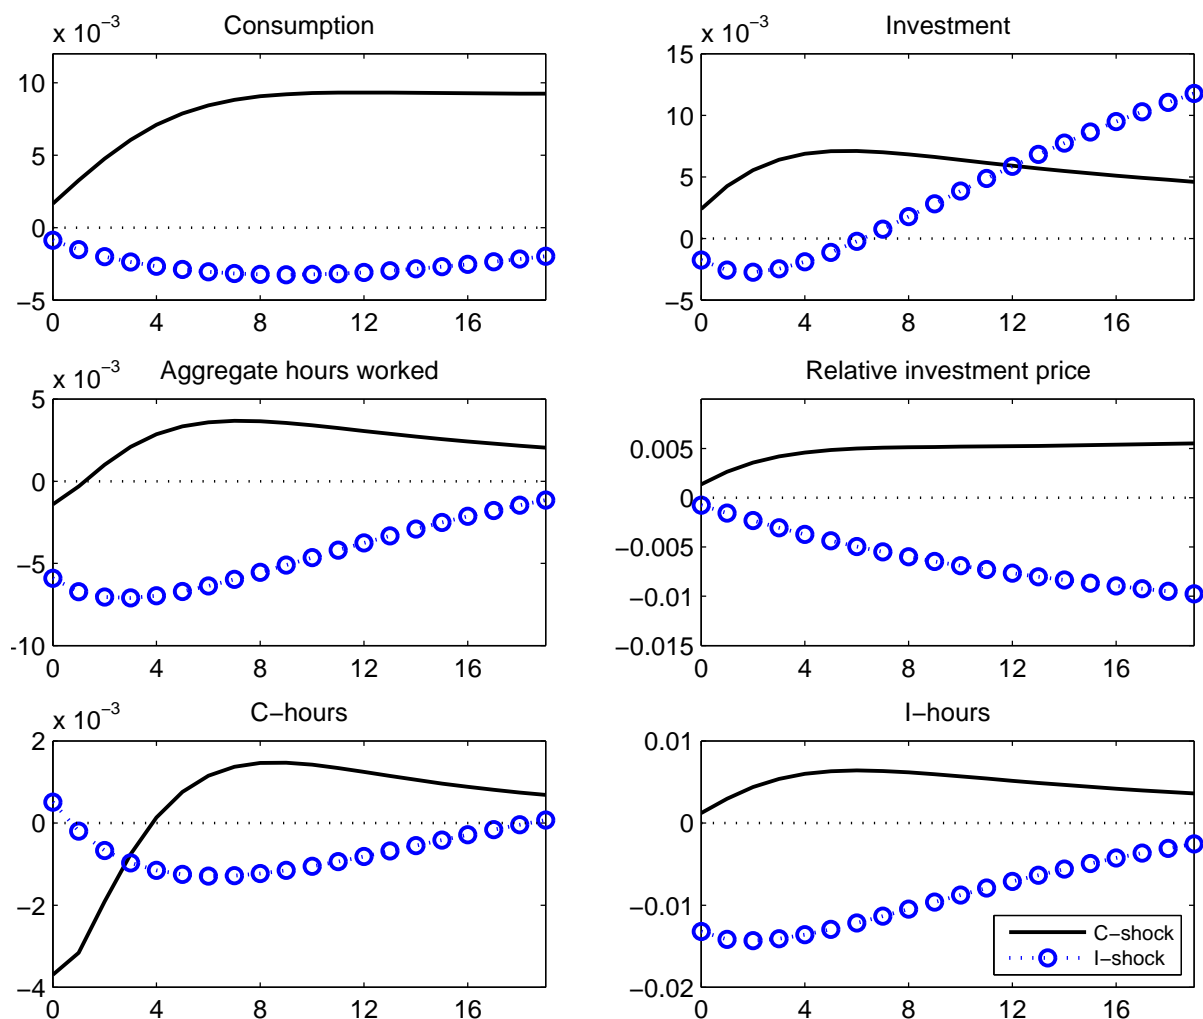 Consumption
x 10⁻³
10
5
0
−5
0 4 8 12 16
Investment
x 10⁻³
15
10
5
0
−5
0 4 8 12 16
Aggregate hours worked
x 10⁻³
5
0
−5
-10
0 4 8 12 16
Relative investment price
0.005
0
−0.005
−0.01
−0.015
0 4 8 12 16
C−hours
x 10⁻³
2
0
−2
−4
0 4 8 12 16
I−hours
0.01
0
−0.01
−0.02
0 4 8 12 16
C−shock
I−shock